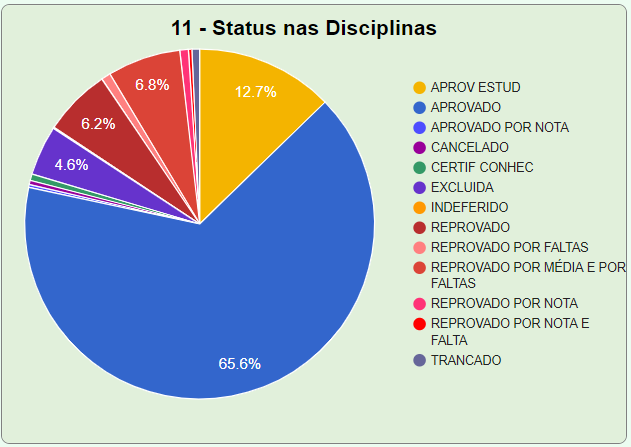 11 - Status nas Disciplinas
12.7%
65.6%
4.6%
6.2%
6.8%
APROV ESTUD
APROVADO
APROVADO POR NOTA
CANCELADO
CERTIF CONHEC
EXCLUIDA
INDEFERIDO
REPROVADO
REPROVADO POR FALTAS
REPROVADO POR MÉDIA E POR
FALTAS
REPROVADO POR NOTA
REPROVADO POR NOTA E
FALTA
TRANCADO